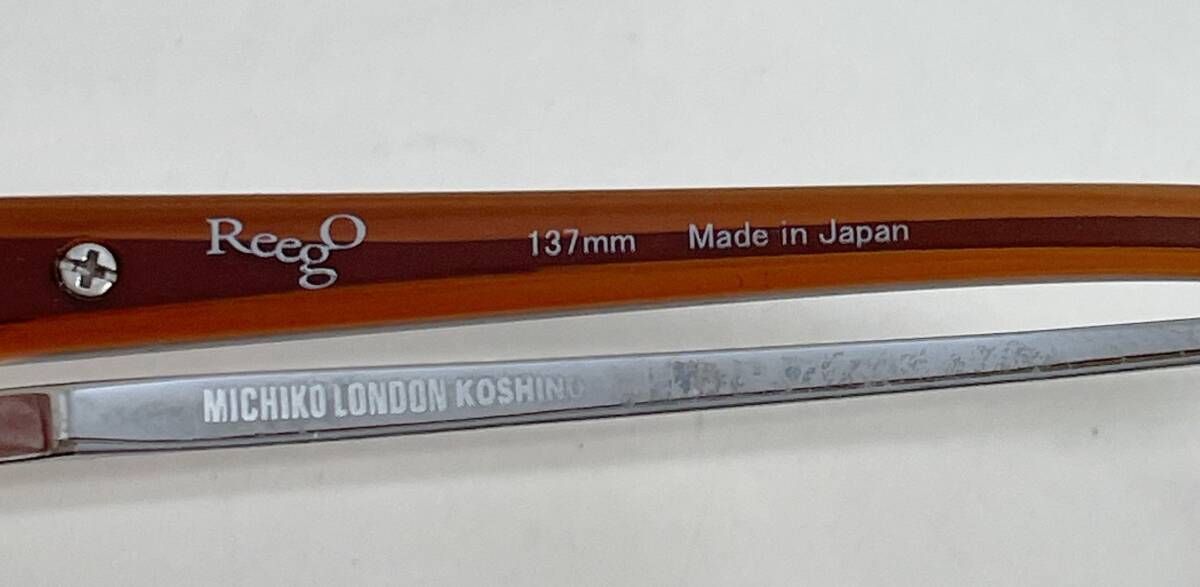 ReegO 137mm Made in Japan
MICHIKO LONDON KOSHINO